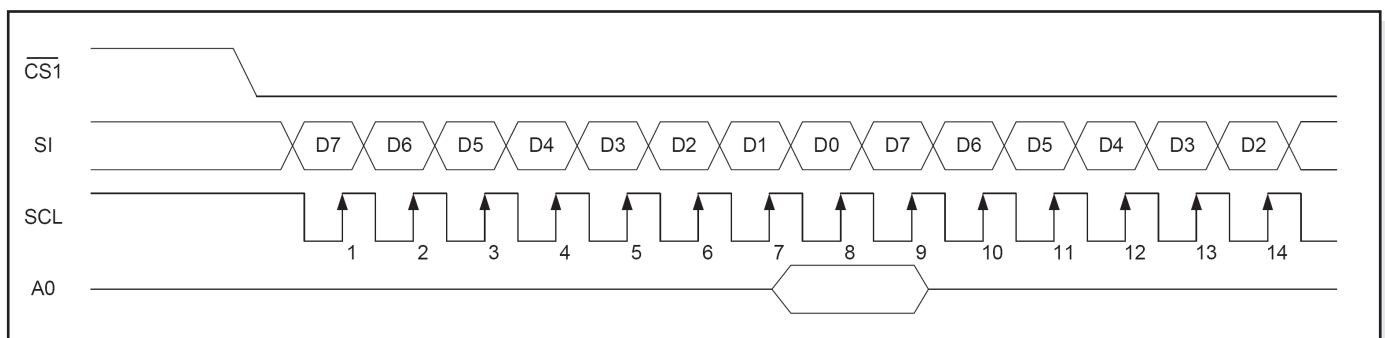 CS1
SI D7 D6 D5 D4 D3 D2 D1 D0 D7 D6 D5 D4 D3 D2
SCL
1 2 3 4 5 6 7 8 9 10 11 12 13 14
A0